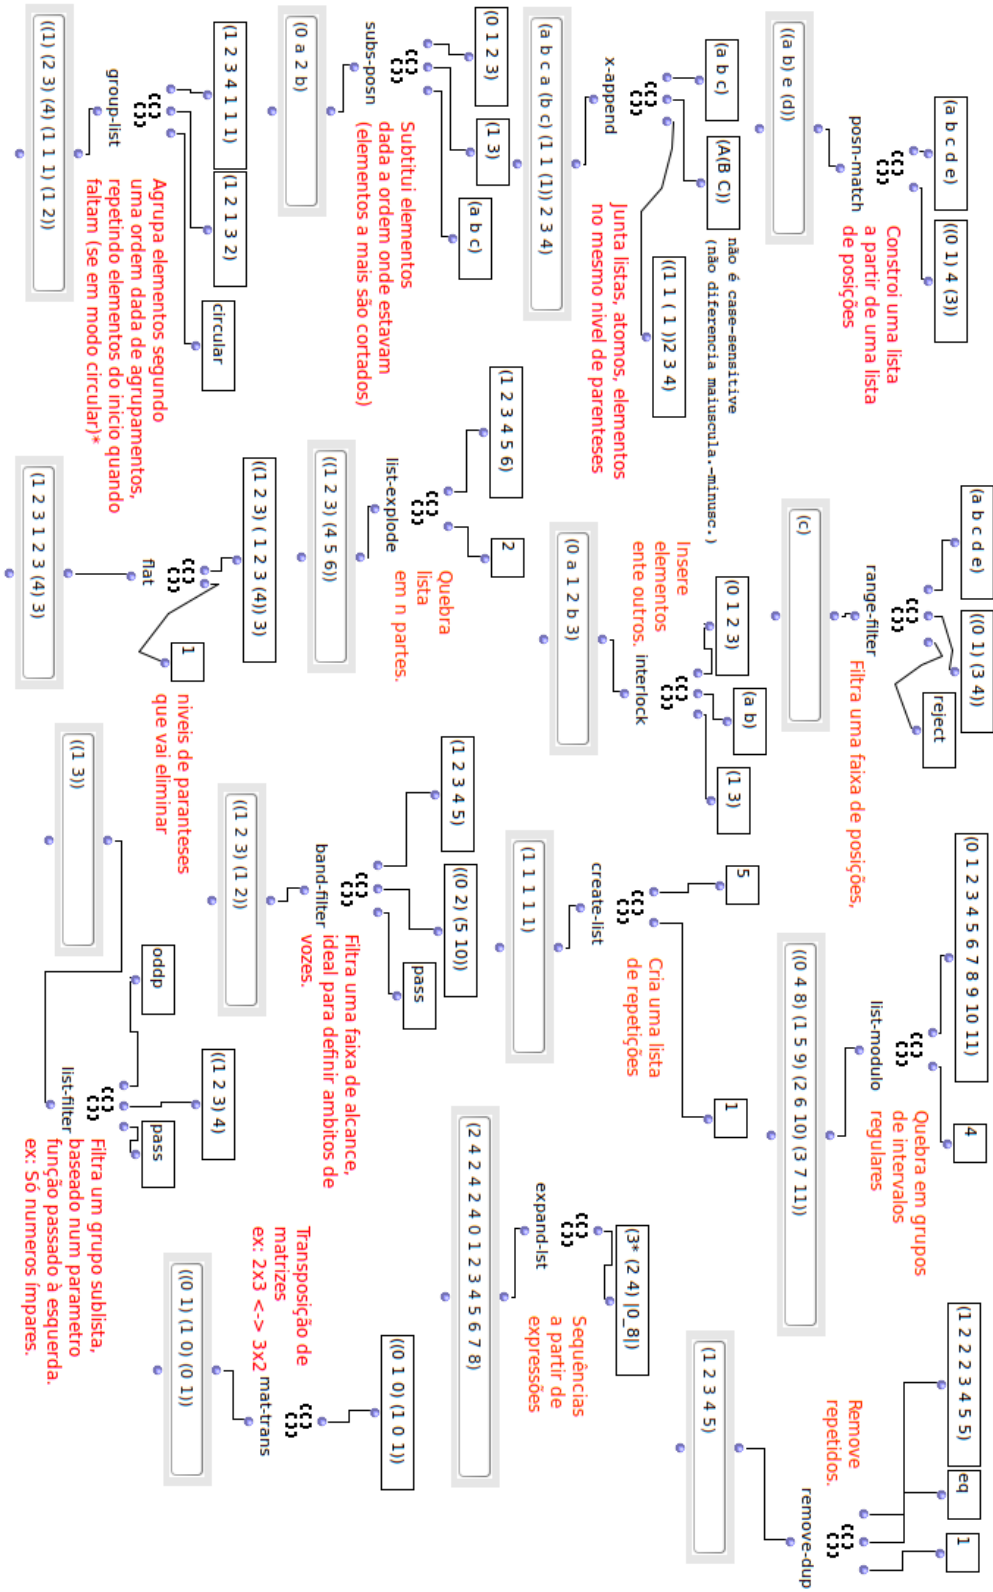 (a b c d e)
((0 1) 4 (3))
posn-match
Constroi uma lista
a partir de uma lista
de posições
((a b) e (d))
(a b c d e)
((0 1) (3 4))
reject
range-filter
Filtra uma faixa de posições,
(c)
(0 1 2 3 4 5 6 7 8 9 10 11)
4
list-modulo
Quebra em grupos
de intervalos
regulares
((0 4 8) (1 5 9) (2 6 10) (3 7 11))
(1 2 2 2 3 4 5 5)
eq
1
remove-dup
Remove
repetidos.
(1 2 3 4 5)
(a b c)
(A(B C))
((1 1 ( 1 ))2 3 4)
não é case-sensitive
(não diferencia maiuscula.-minusc.)
x-append
Junta listas, atomos, elementos
no mesmo nivel de parenteses
(a b c a (b c) (1 1 (1)) 2 3 4)
(0 1 2 3)
(a b)
(1 3)
Insere
elementos
ente outros.
interlock
(0 a 1 2 b 3)
5
1
create-list
Cria uma lista
de repetições
(1 1 1 1 1)
(3* (2 4) |0_8|)
expand-lst
Sequências
a partir de
expressões
(2 4 2 4 2 4 0 1 2 3 4 5 6 7 8)
(0 1 2 3)
(1 3)
(a b c)
subs-posn
Subtitui elementos
dada a ordem onde estavam
(elementos a mais são cortados)
(0 a 2 b)
(1 2 3 4 5 6)
2
list-explode
Quebra
lista
em n partes.
((1 2 3) (4 5 6))
(1 2 3 4 5)
((0 2) (5 10))
pass
band-filter
Filtra uma faixa de alcance,
ideal para definir ambitos de
vozes.
((1 2 3) (1 2))
((0 1 0) (1 0 1))
mat-trans
Transposição de
matrizes
ex: 2x3 <-> 3x2
((0 1) (1 0) (0 1))
(1 2 3 4 1 1 1)
(1 2 1 3 2)
circular
group-list
Agrupa elementos segundo
uma ordem dada de agrupamentos,
repetindo elementos do inicio quando
faltam (se em modo circular)*
((1) (2 3) (4) (1 1 1) (1 2))
((1 2 3) ( 1 2 3 (4)) 3)
1
flat
niveis de paranteses
que vai eliminar
(1 2 3 1 2 3 (4) 3)
oddp
((1 2 3) 4)
pass
list-filter
Filtra um grupo sublista,
baseado num parametro
função passado à esquerda.
ex: Só numeros ímpares.
((1 3))